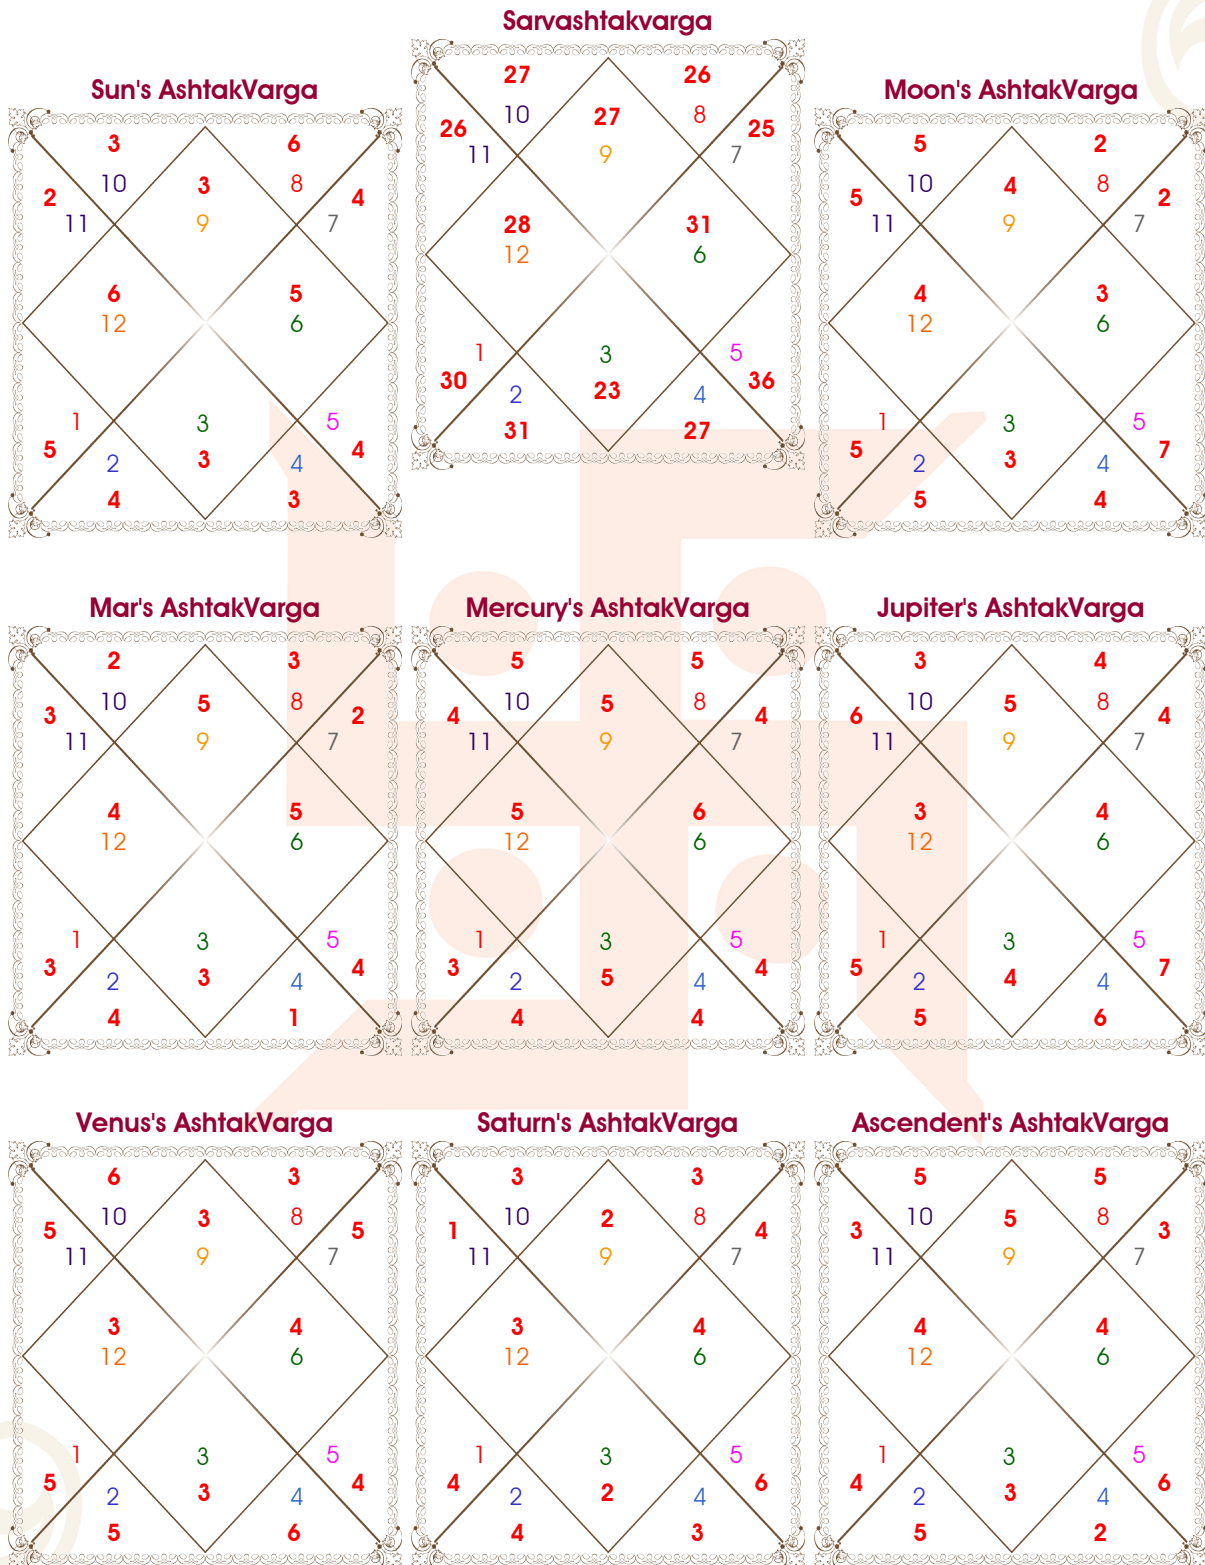 Sarvashtakvarga
27 26
10 27 8
26 25
11 9 7
28 31
12 6
1 3 5
30 23 36
2 4
31 27
Sun's AshtakVarga
3 6
10 3 8
2 4
11 9 7
6 5
12 6
1 3 5
5 3 4
2 4
4 3
Moon's AshtakVarga
5 2
10 4 8
5 2
11 9 7
4 3
12 6
1 3 5
5 3 7
2 4
5 4
Mar's AshtakVarga
2 3
10 5 8
3 2
11 9 7
4 5
12 6
1 3 5
3 3 4
2 4
4 1
Mercury's AshtakVarga
5 5
10 5 8
4 4
11 9 7
5 6
12 6
1 3 5
3 5 4
2 4
4 4
Jupiter's AshtakVarga
3 4
10 5 8
6 4
11 9 7
3 4
12 6
1 3 5
5 4 7
2 4
5 6
Venus's AshtakVarga
6 3
10 3 8
5 5
11 9 7
3 4
12 6
1 3 5
5 3 4
2 4
5 6
Saturn's AshtakVarga
3 3
10 2 8
1 4
11 9 7
3 4
12 6
1 3 5
4 2 6
2 4
4 3
Ascendent's AshtakVarga
5 5
10 5 8
3 3
11 9 7
4 4
12 6
1 3 5
4 3 6
2 4
5 2